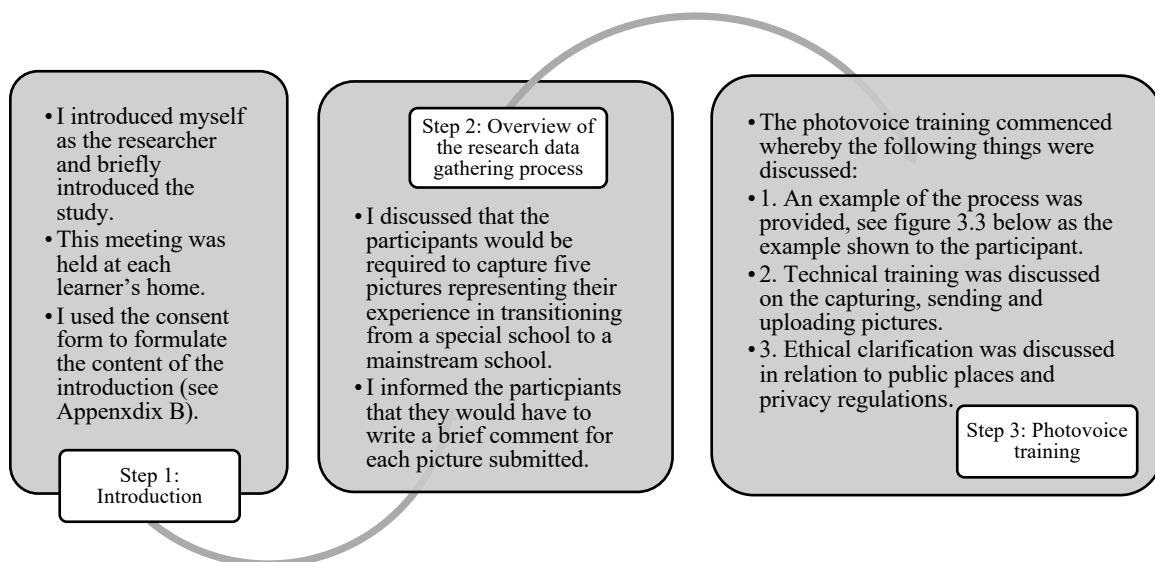 • I introduced myself
as the researcher
and briefly
introduced the
study.
• This meeting was
held at each
learner’s home.
• I used the consent
form to formulate
the content of the
introduction (see
Appenxdix B).
Step 1:
Introduction
Step 2: Overview of
the research data
gathering process
• I discussed that the
participants would be
required to capture five
pictures representing their
experience in transitioning
from a special school to a
mainstream school.
• I informed the particpiants
that they would have to
write a brief comment for
each picture submitted.
• The photovoice training commenced
whereby the following things were
discussed:
• 1. An example of the process was
provided, see figure 3.3 below as the
example shown to the participant.
• 2. Technical training was discussed
on the capturing, sending and
uploading pictures.
• 3. Ethical clarification was discussed
in relation to public places and
privacy regulations.
Step 3: Photovoice
training